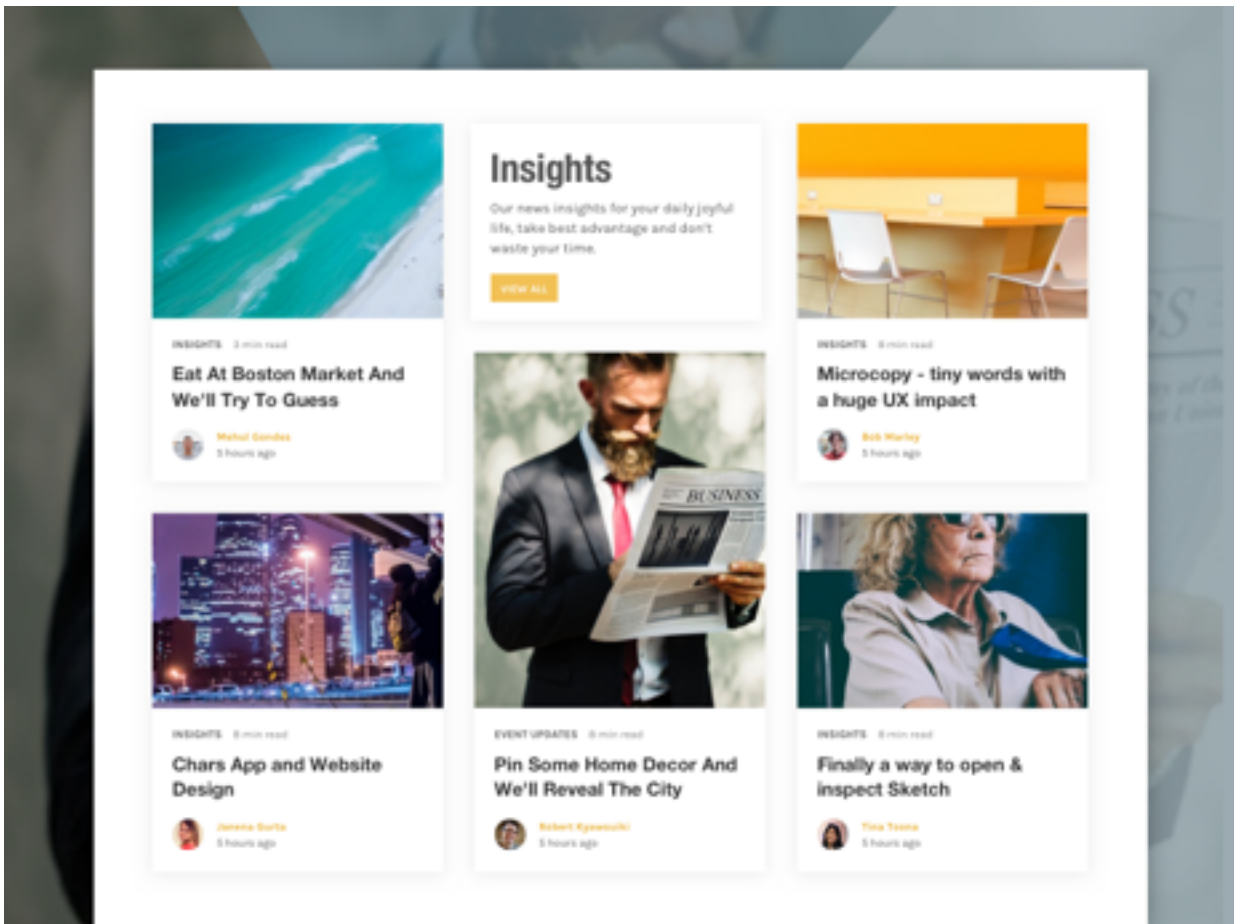 INSIGHTS 3 min read
Eat At Boston Market And
We'll Try To Guess
Mehul Gondes
5 hours ago
Insights
Our news insights for your daily joyful
life, take best advantage and don't
waste your time.
VIEW ALL
INSIGHTS 8 min read
Microcopy - tiny words with
a huge UX impact
Bob Marley
5 hours ago
INSIGHTS 8 min read
Chars App and Website
Design
5 hours ago
BUSINESS
EVENT UPDATES 8 min read
Pin Some Home Decor And
We'll Reveal The City
Robert
5 hours ago
INSIGHTS 8 min read
Finally a way to open &
inspect Sketch
Tina
5 hours ago